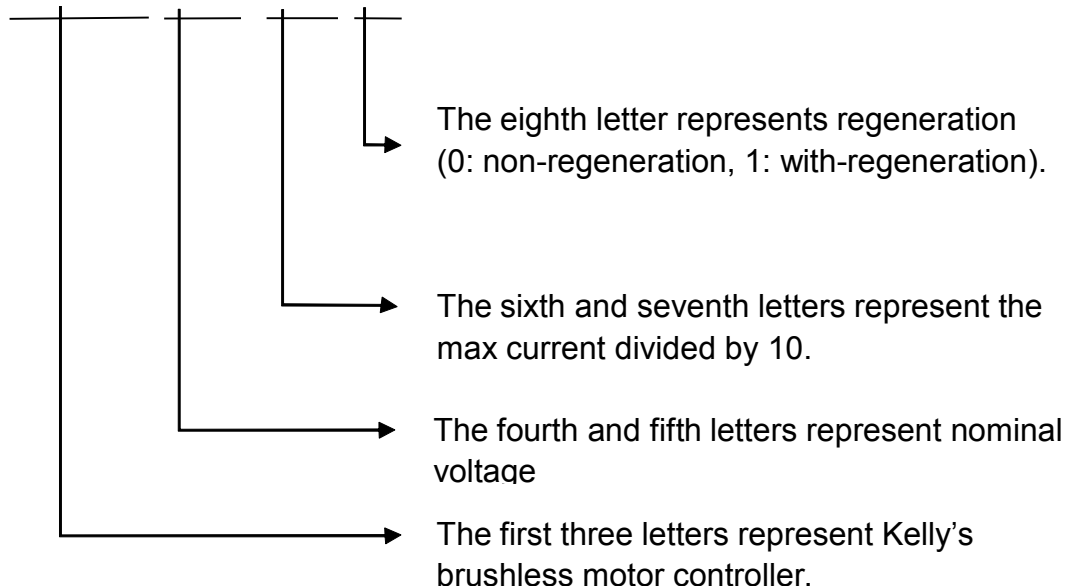 The eighth letter represents regeneration
(0: non-regeneration, 1: with-regeneration).
The sixth and seventh letters represent the
max current divided by 10.
The fourth and fifth letters represent nominal
voltage
The first three letters represent Kelly’s
brushless motor controller.